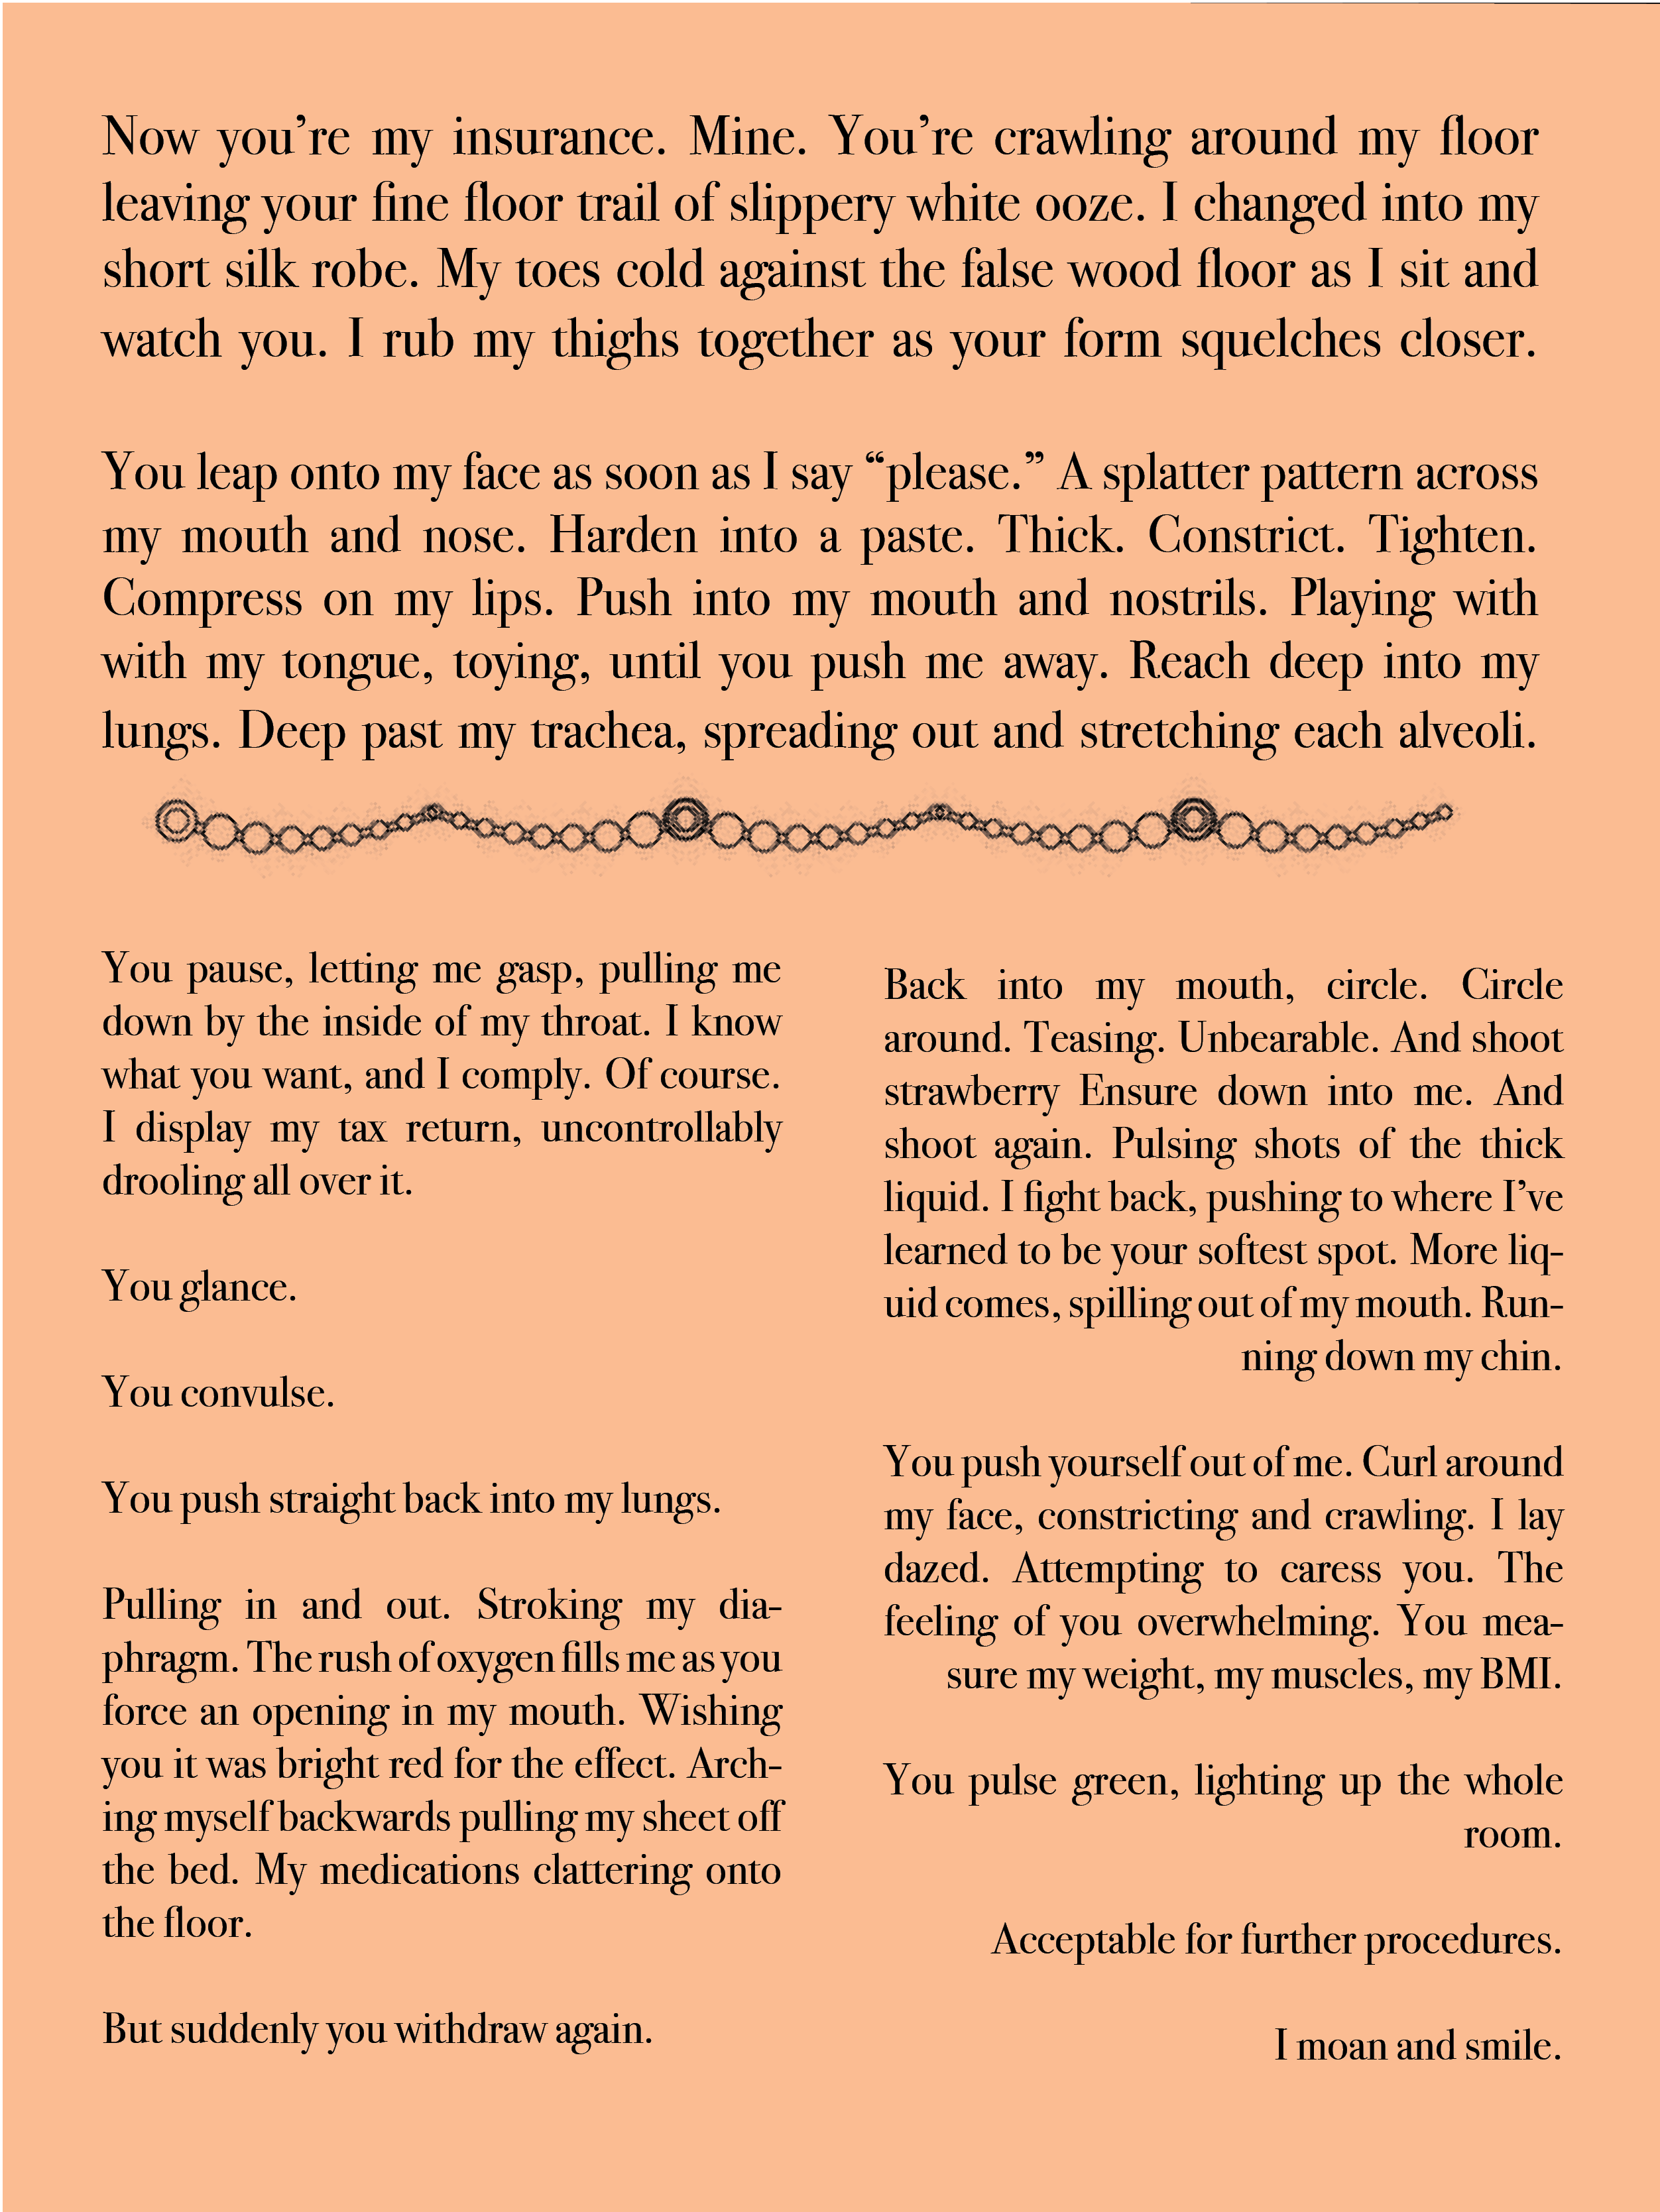 Now you’re my insurance. Mine. You’re crawling around my floor
leaving your fine floor trail of slippery white ooze. I changed into my
short silk robe. My toes cold against the false wood floor as I sit and
watch you. I rub my thighs together as your form squelches closer.
You leap onto my face as soon as I say “please.” A splatter pattern across
my mouth and nose. Harden into a paste. Thick. Constrict. Tighten.
Compress on my lips. Push into my mouth and nostrils. Playing with
with my tongue, toying, until you push me away. Reach deep into my
lungs. Deep past my trachea, spreading out and stretching each alveoli.
You pause, letting me gasp, pulling me
down by the inside of my throat. I know
what you want, and I comply. Of course.
I display my tax return, uncontrollably
drooling all over it.
You glance.
You convulse.
You push straight back into my lungs.
Pulling in and out. Stroking my dia-
phragm. The rush of oxygen fills me as you
force an opening in my mouth. Wishing
you it was bright red for the effect. Arch-
ing myself backwards pulling my sheet off
the bed. My medications clattering onto
the floor.
But suddenly you withdraw again.
Back into my mouth, circle. Circle
around. Teasing. Unbearable. And shoot
strawberry Ensure down into me. And
shoot again. Pulsing shots of the thick
liquid. I fight back, pushing to where I’ve
learned to be your softest spot. More liq-
uid comes, spilling out of my mouth. Run-
ning down my chin.
You push yourself out of me. Curl around
my face, constricting and crawling. I lay
dazed. Attempting to caress you. The
feeling of you overwhelming. You mea-
sure my weight, my muscles, my BMI.
You pulse green, lighting up the whole
room.
Acceptable for further procedures.
I moan and smile.